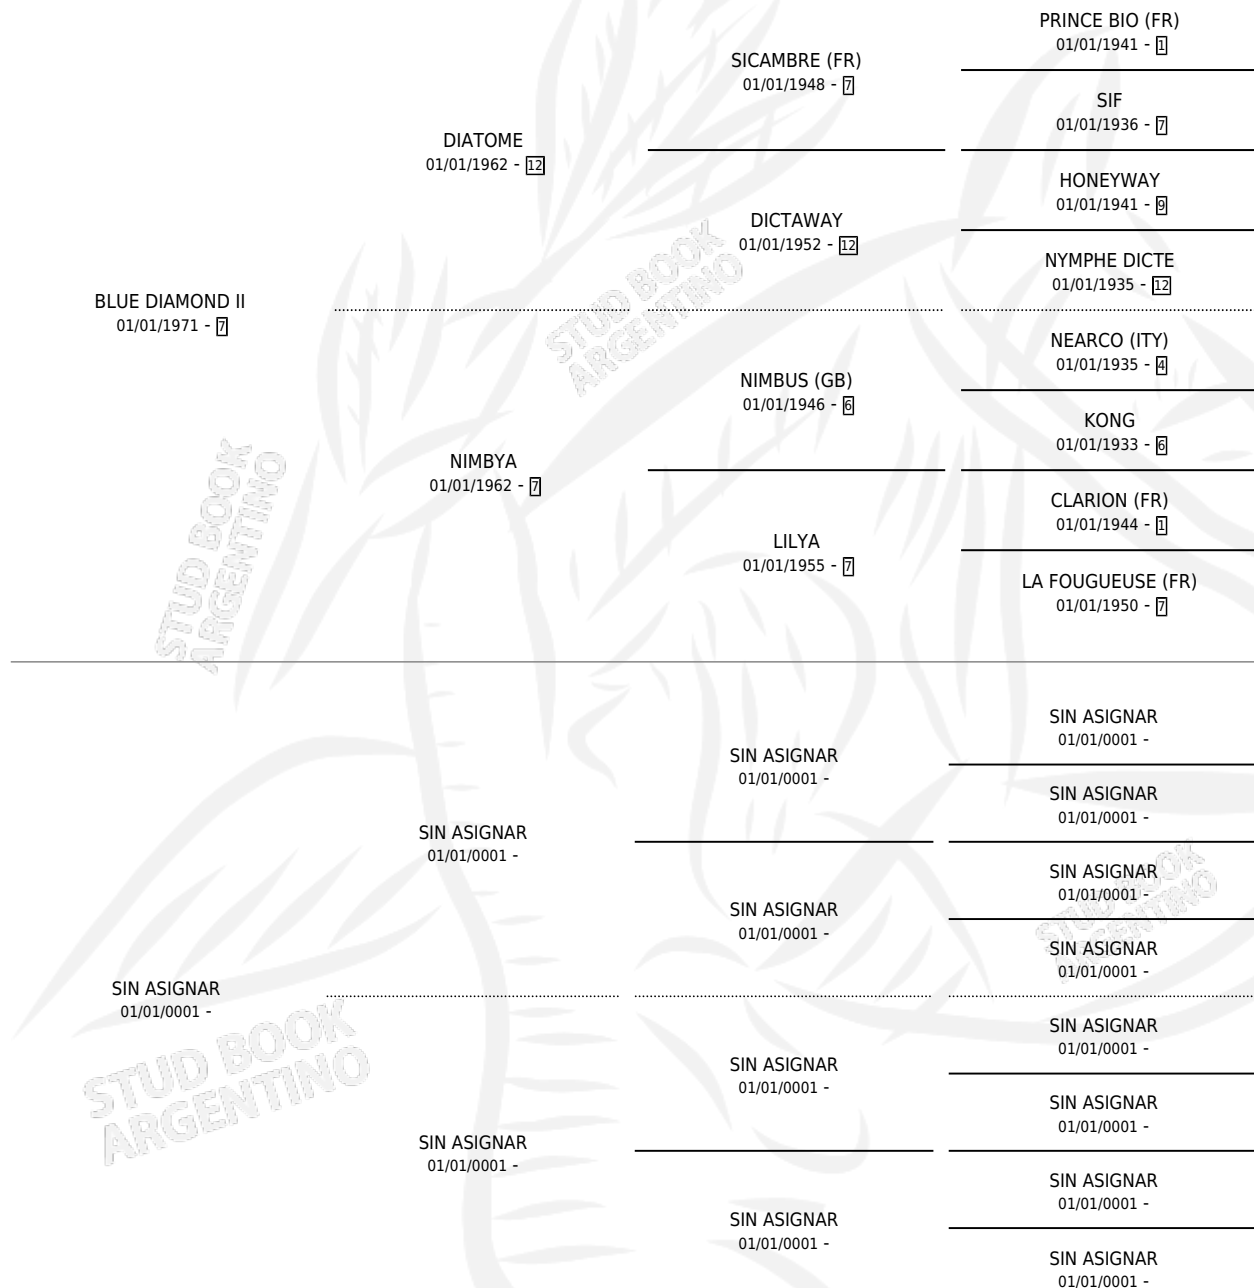 PRINCE BIO (FR)
01/01/1941 - 1
SICAMBRE (FR)
01/01/1948 - 7
SIF
01/01/1936 - 7
DIATOME
01/01/1962 - 12
HONEYWAY
01/01/1941 - 9
DICTAWAY
01/01/1952 - 12
NYMPHE DICTE
01/01/1935 - 12
BLUE DIAMOND II
01/01/1971 - 7
NEARCO (ITY)
01/01/1935 - 4
NIMBUS (GB)
01/01/1946 - 6
KONG
01/01/1933 - 6
NIMBYA
01/01/1962 - 7
CLARION (FR)
01/01/1944 - 1
LILYA
01/01/1955 - 7
LA FOUGUEUSE (FR)
01/01/1950 - 7
STUD BOOK
ARGENTINO
STUD BOOK
ARGENTINO
SIN ASIGNAR
01/01/0001 -
SIN ASIGNAR
01/01/0001 -
SIN ASIGNAR
01/01/0001 -
SIN ASIGNAR
01/01/0001 -
SIN ASIGNAR
01/01/0001 -
SIN ASIGNAR
01/01/0001 -
SIN ASIGNAR
01/01/0001 -
SIN ASIGNAR
01/01/0001 -
SIN ASIGNAR
01/01/0001 -
SIN ASIGNAR
01/01/0001 -
SIN ASIGNAR
01/01/0001 -
SIN ASIGNAR
01/01/0001 -
SIN ASIGNAR
01/01/0001 -
SIN ASIGNAR
01/01/0001 -
SIN ASIGNAR
01/01/0001 -
STUD BOOK
ARGENTINO
STUD BOOK
ARGENTINO